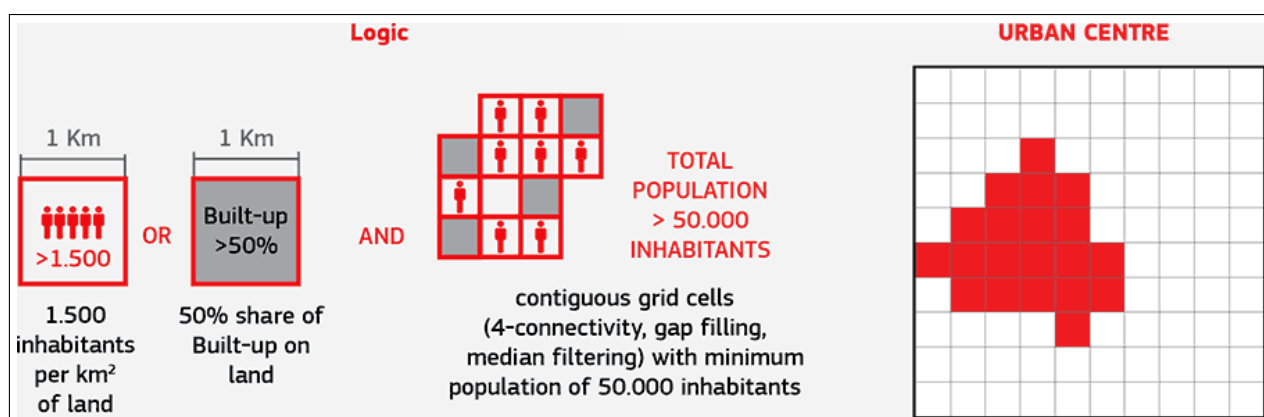 Logic
URBAN CENTRE
1 Km
>1.500
1.500
inhabitants
per km²
of land
OR
1 Km
Built-up
>50%
50% share of
Built-up on
land
AND
TOTAL
POPULATION
> 50.000
INHABITANTS
contiguous grid cells
(4-connectivity, gap filling,
median filtering) with minimum
population of 50.000 inhabitants